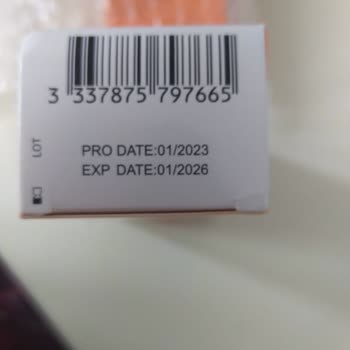 3 337875 797665
LOT
PRO DATE:01/2023
EXP DATE:01/2026